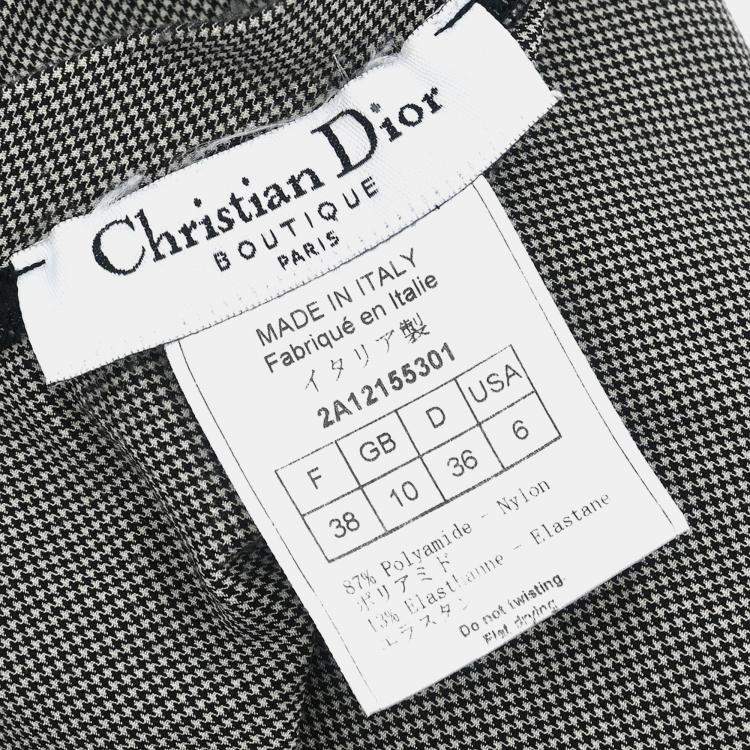 Christian Dior
BOUTIQUE
PARIS
MADE IN ITALY
Fabriqué en Italie
イタリア製
2A12155301
F GB D USA
38 10 36 6
87% Polyamide - Nylon
ポリアミド
13% Elasthanne - Elastane
エラスタン
Do not twisting.
Flat drying.